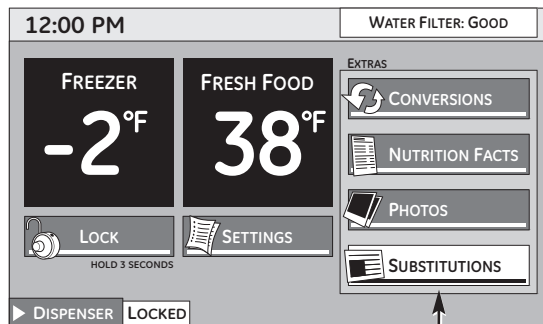 12:00 PM
WATER FILTER: GOOD
EXTRAS
FREEZER
-2°F
FRESH FOOD
38°F
CONVERSIONS
NUTRITION FACTS
PHOTOS
SUBSTITUTIONS
LOCK
HOLD 3 SECONDS
SETTINGS
DISPENSER LOCKED